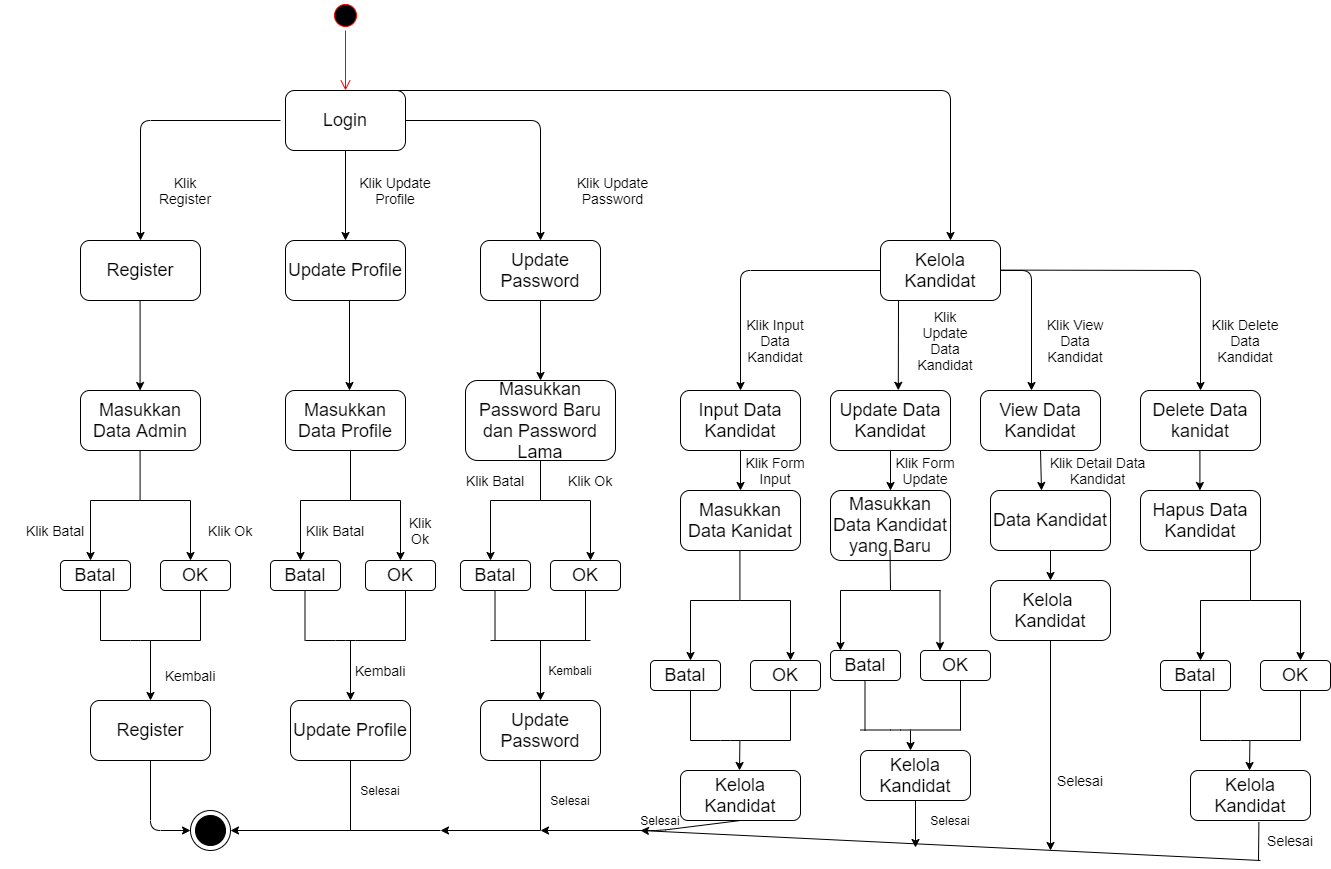 Login
Klik
Register
Klik Update
Profile
Klik Update
Password
Register
Update Profile
Update
Password
Kelola
Kandidat
Klik Input
Data
Kandidat
Klik
Update
Data
Kandidat
Klik View
Data
Kandidat
Klik Delete
Data
Kandidat
Masukkan
Data Admin
Masukkan
Data Profile
Masukkan
Password Baru
dan Password
Lama
Input Data
Kandidat
Update Data
Kandidat
View Data
Kandidat
Delete Data
kanidat
Klik Form
Input
Klik Form
Update
Klik Detail Data
Kandidat
Klik Batal
Klik Ok
Klik Batal
Klik
Ok
Klik Batal
Klik Ok
Masukkan
Data Kanidat
Masukkan
Data Kandidat
yang Baru
Data Kandidat
Hapus Data
Kandidat
Batal
OK
Batal
OK
Batal
OK
Kelola
Kandidat
Batal
OK
Batal
OK
Batal
OK
Kembali
Kembali
Kembali
Register
Update Profile
Update
Password
Kelola
Kandidat
Kelola
Kandidat
Kelola
Kandidat
Selesai
Selesai
Selesai
Selesai
Selesai
Selesai